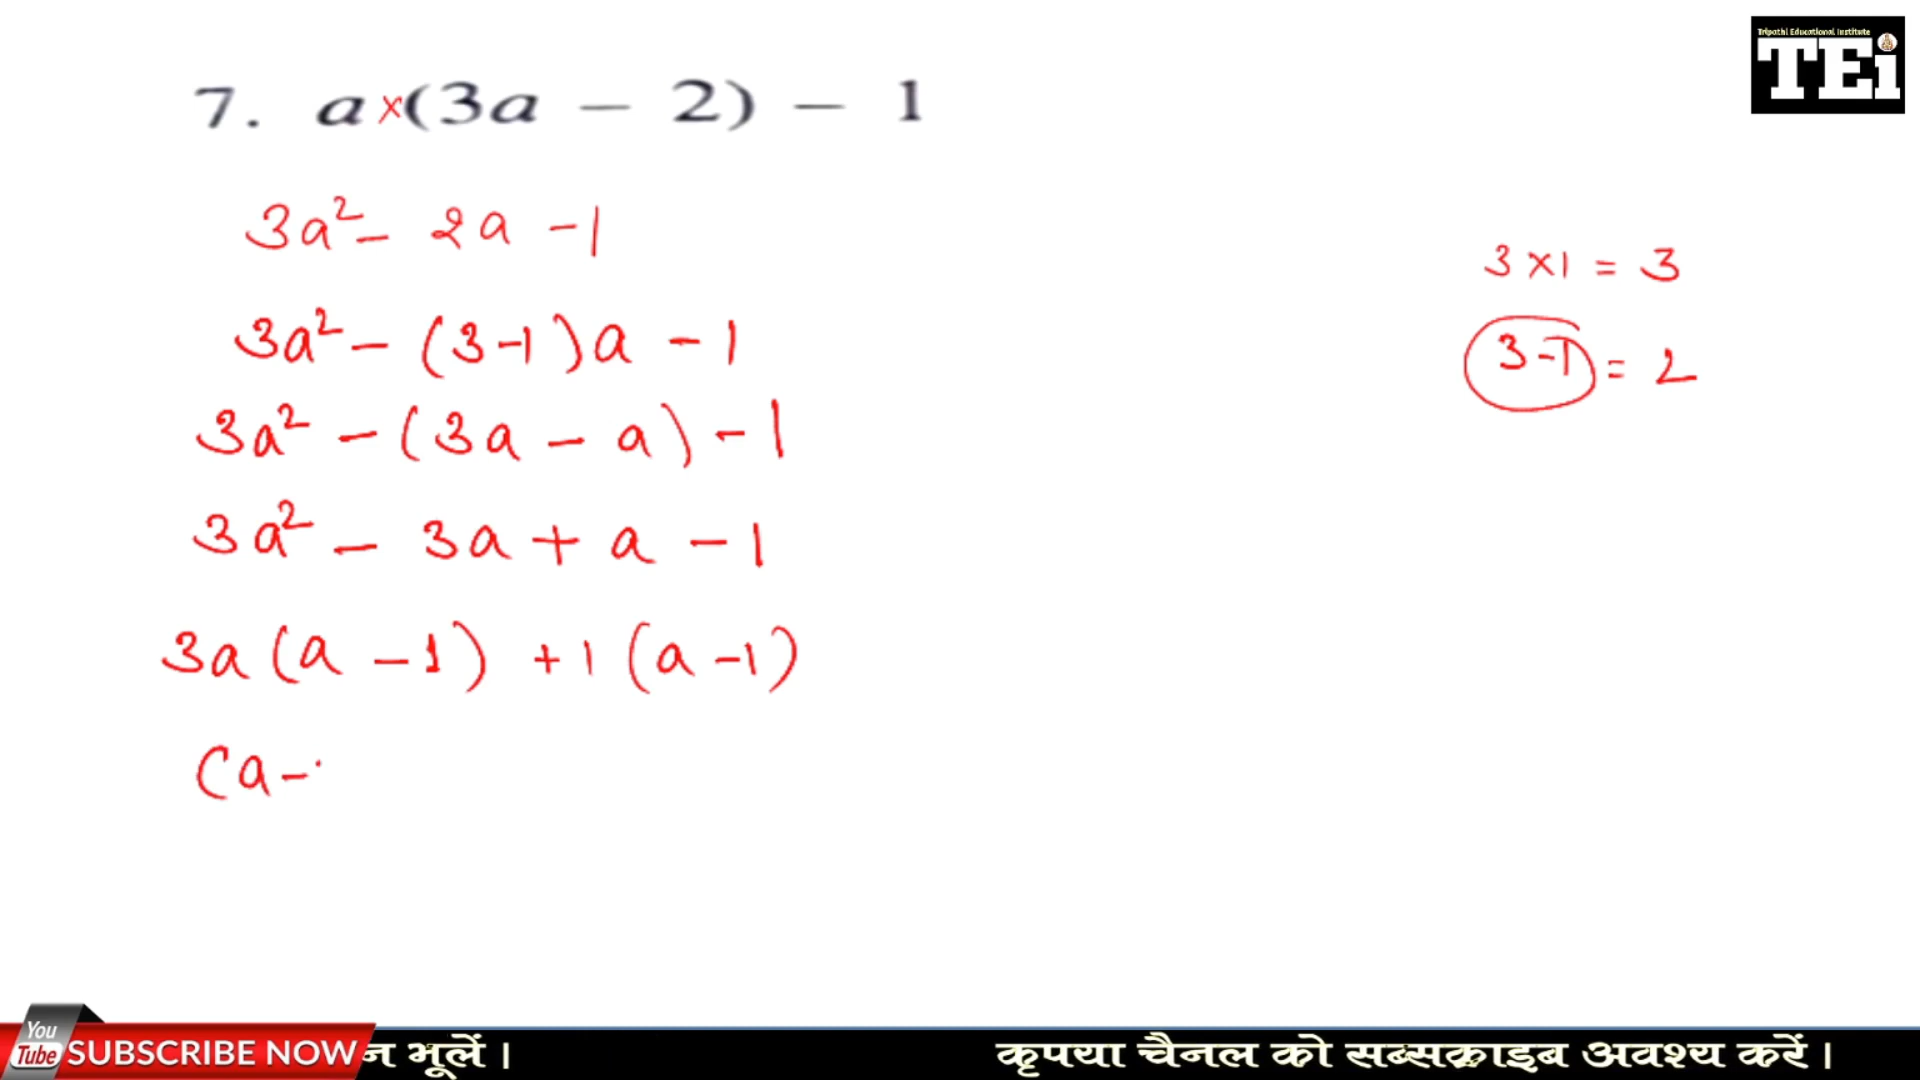 Tripathi Educational Institute
TEi
7. a×(3a − 2) − 1
3a² − 2a − 1
3 × 1 = 3
3a² − (3 − 1)a − 1
3 − 1 = 2
3a² − (3a − a) − 1
3a² − 3a + a − 1
3a(a − 1) + 1(a − 1)
(a −
You
Tube SUBSCRIBE NOW न भूलें । कृपया चैनल को सब्सक्राइब अवश्य करें ।